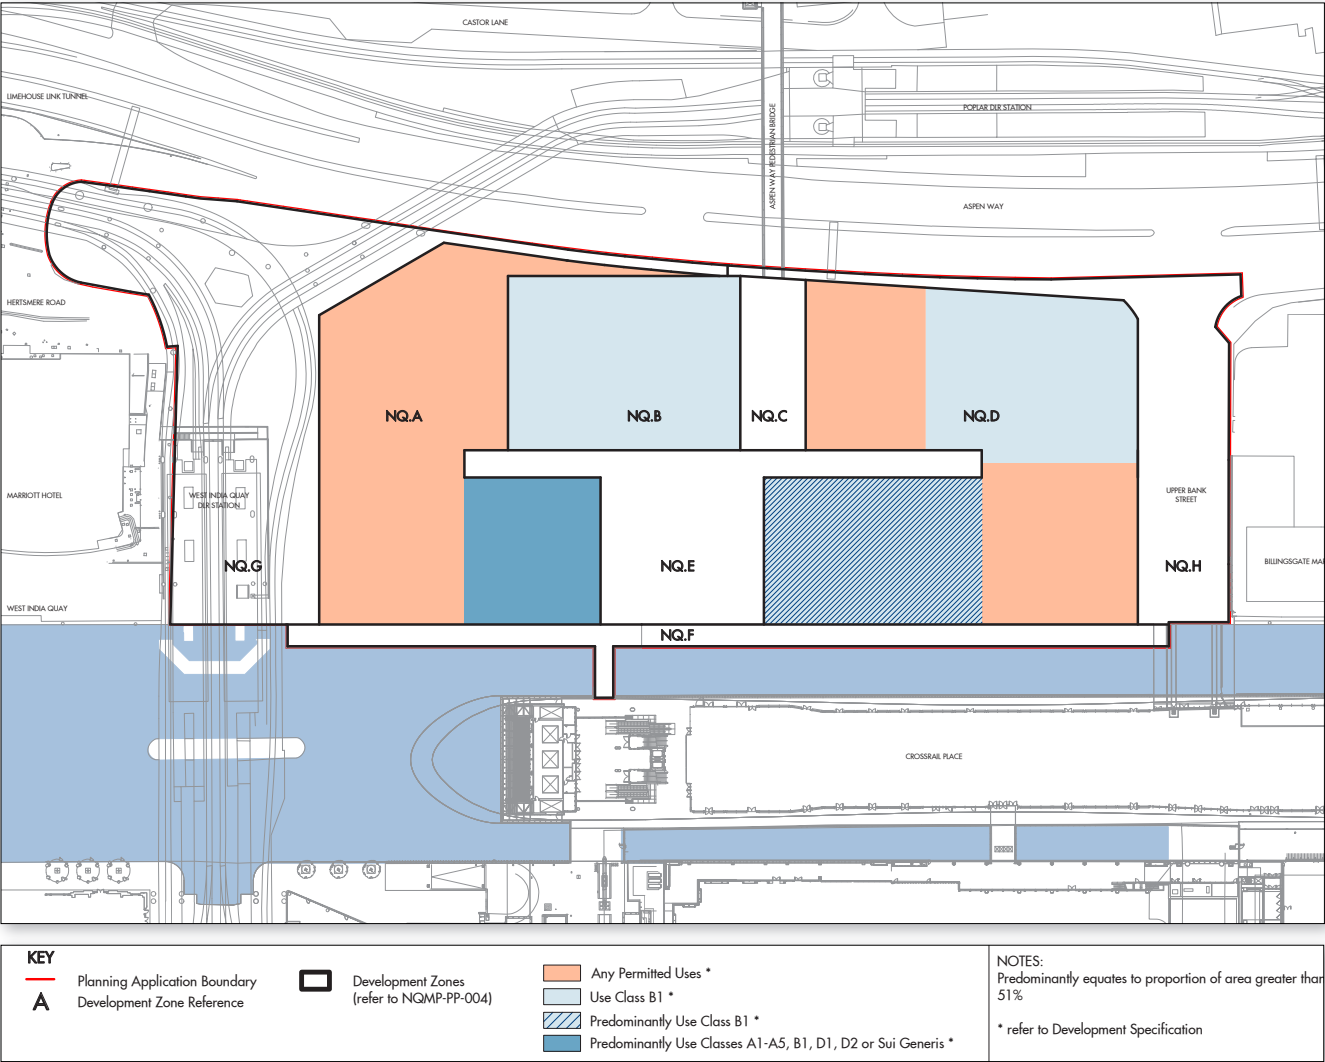 CASTOR LANE
LIMEHOUSE LINK TUNNEL
POPLAR DLR STATION
ASPEN WAY PEDESTRIAN BRIDGE
ASPEN WAY
HERTSMERE ROAD
NQ.A
NQ.B
NQ.C
NQ.D
MARRIOTT HOTEL
WEST INDIA QUAY
DLR STATION
UPPER BANK
STREET
NQ.G
NQ.E
NQ.H
BILLINGSGATE MAR
WEST INDIA QUAY
NQ.F
CROSSRAIL PLACE
KEY
Planning Application Boundary
A Development Zone Reference
Development Zones
(refer to NQMP-PP-004)
Any Permitted Uses *
Use Class B1 *
Predominantly Use Class B1 *
Predominantly Use Classes A1-A5, B1, D1, D2 or Sui Generis *
NOTES:
Predominantly equates to proportion of area greater than
51%
* refer to Development Specification